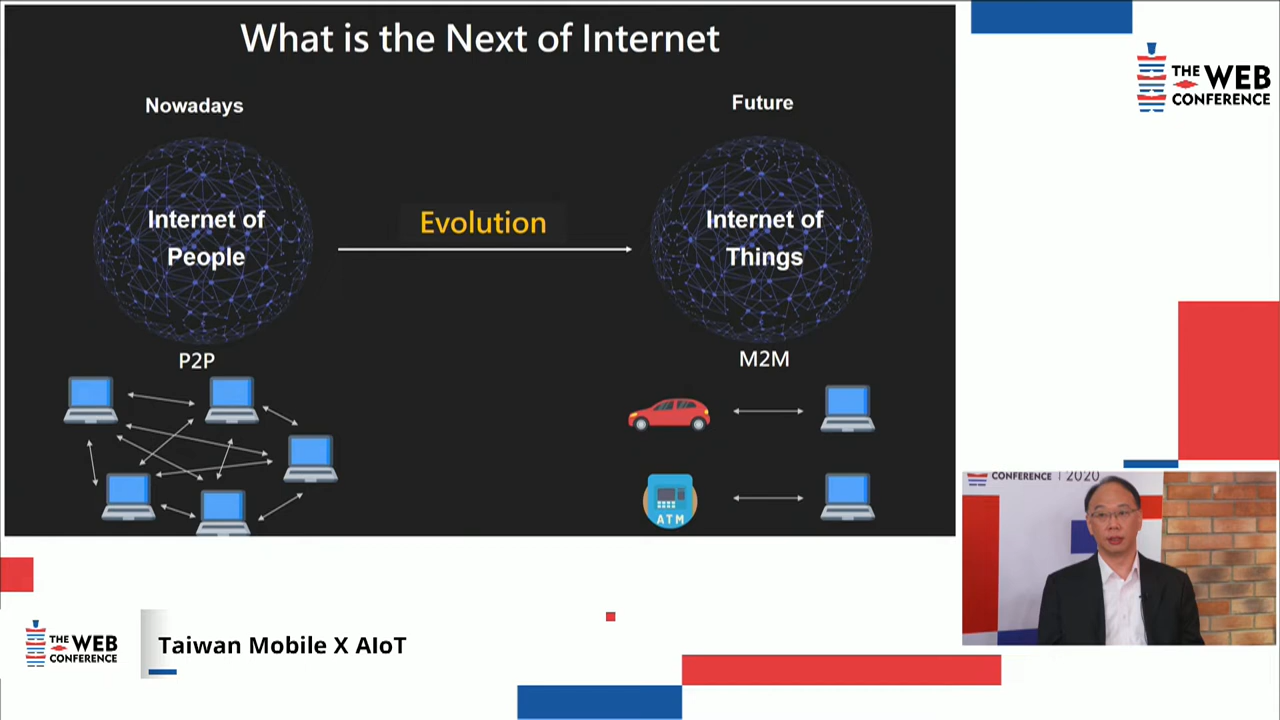 What is the Next of Internet
Nowadays
Future
Internet of
People
Evolution
Internet of
Things
P2P
M2M
ATM
THE WEB
CONFERENCE
CONFERENCE | 2020
THE WEB
CONFERENCE
Taiwan Mobile X AIoT